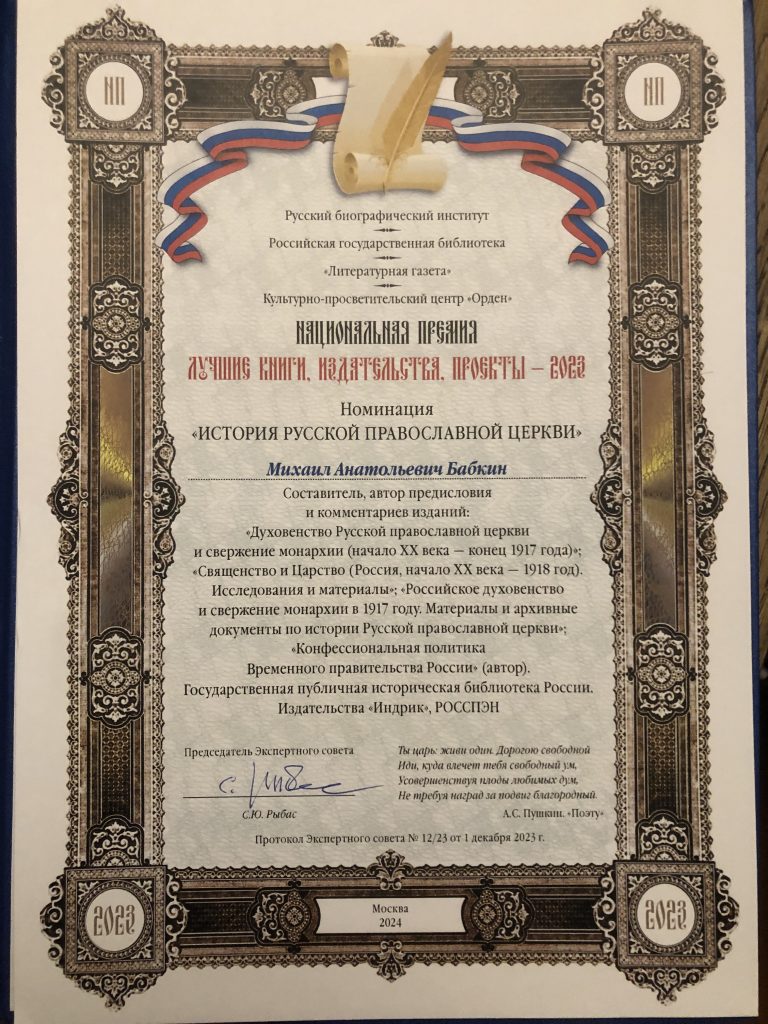 НП
НП
Русский биографический институт
Российская государственная библиотека
«Литературная газета»
Культурно-просветительский центр «Орден»
НАЦИОНАЛЬНАЯ ПРЕМИЯ
ЛУЧШИЕ КНИГИ, ИЗДАТЕЛЬСТВА, ПРОЕКТЫ – 2023
Номинация
«ИСТОРИЯ РУССКОЙ ПРАВОСЛАВНОЙ ЦЕРКВИ»
Михаил Анатольевич Бабкин
Составитель, автор предисловия
и комментариев изданий:
«Духовенство Русской православной церкви
и свержение монархии (начало XX века — конец 1917 года)»;
«Священство и Царство (Россия, начало XX века — 1918 год).
Исследования и материалы»; «Российское духовенство
и свержение монархии в 1917 году. Материалы и архивные
документы по истории Русской православной церкви»;
«Конфессиональная политика
Временного правительства России» (автор).
Государственная публичная историческая библиотека России.
Издательства «Индрик», РОССПЭН
Председатель Экспертного совета
С. Рыбас
С.Ю. Рыбас
Ты царь: живи один. Дорогою свободной
Иди, куда влечет тебя свободный ум,
Усовершенствуя плоды любимых дум,
Не требуя наград за подвиг благородный.
А.С. Пушкин. «Поэту»
Протокол Экспертного совета № 12/23 от 1 декабря 2023 г.
2023
Москва
2024
2023